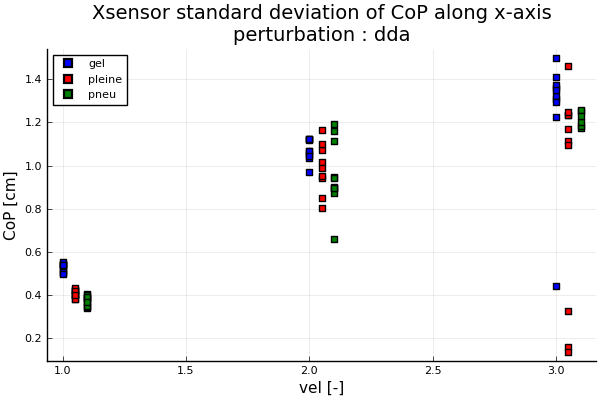 Xsensor standard deviation of CoP along x-axis
perturbation : dda
gel
pleine
pneu
CoP [cm]
1.4
1.2
1.0
0.8
0.6
0.4
0.2
1.0
1.5
2.0
2.5
3.0
vel [-]